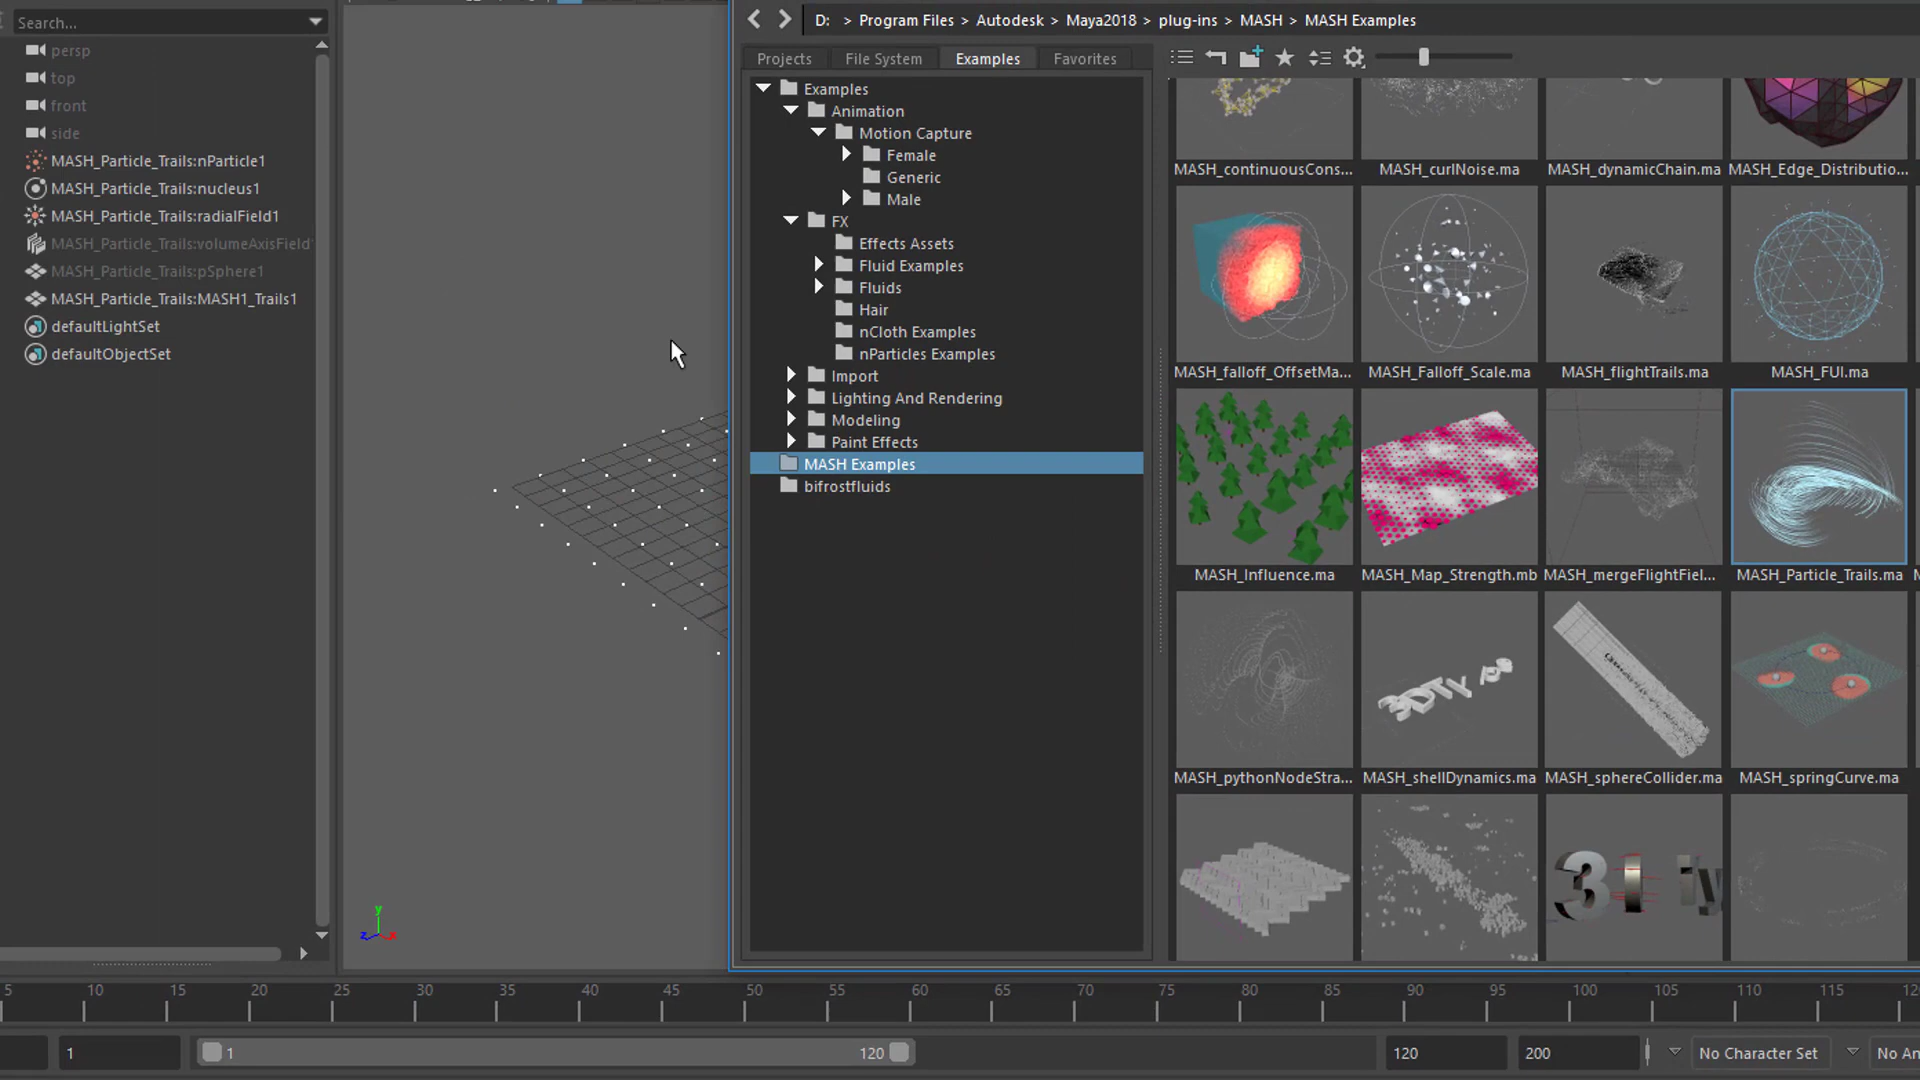 Search...
persp
top
front
side
MASH_Particle_Trails:nParticle1
MASH_Particle_Trails:nucleus1
MASH_Particle_Trails:radialField1
MASH_Particle_Trails:volumeAxisField
MASH_Particle_Trails:pSphere1
MASH_Particle_Trails:MASH1_Trails1
defaultLightSet
defaultObjectSet
D: > Program Files > Autodesk > Maya2018 > plug-ins > MASH > MASH Examples
Projects File System Examples Favorites
Examples
Animation
Motion Capture
Female
Generic
Male
FX
Effects Assets
Fluid Examples
Fluids
Hair
nCloth Examples
nParticles Examples
Import
Lighting And Rendering
Modeling
Paint Effects
MASH Examples
bifrostfluids
MASH_continuousCons... MASH_curlNoise.ma MASH_dynamicChain.ma MASH_Edge_Distributio...
MASH_falloff_OffsetMa... MASH_Falloff_Scale.ma MASH_flightTrails.ma MASH_FUI.ma
MASH_Influence.ma MASH_Map_Strength.mb MASH_mergeFlightFiel... MASH_Particle_Trails.ma
MASH_pythonNodeStra... MASH_shellDynamics.ma MASH_sphereCollider.ma MASH_springCurve.ma
y
z x
5 10 15 20 25 30 35 40 45 50 55 60 65 70 75 80 85 90 95 100 105 110 115 120
1 1 120 120 200 No Character Set No An